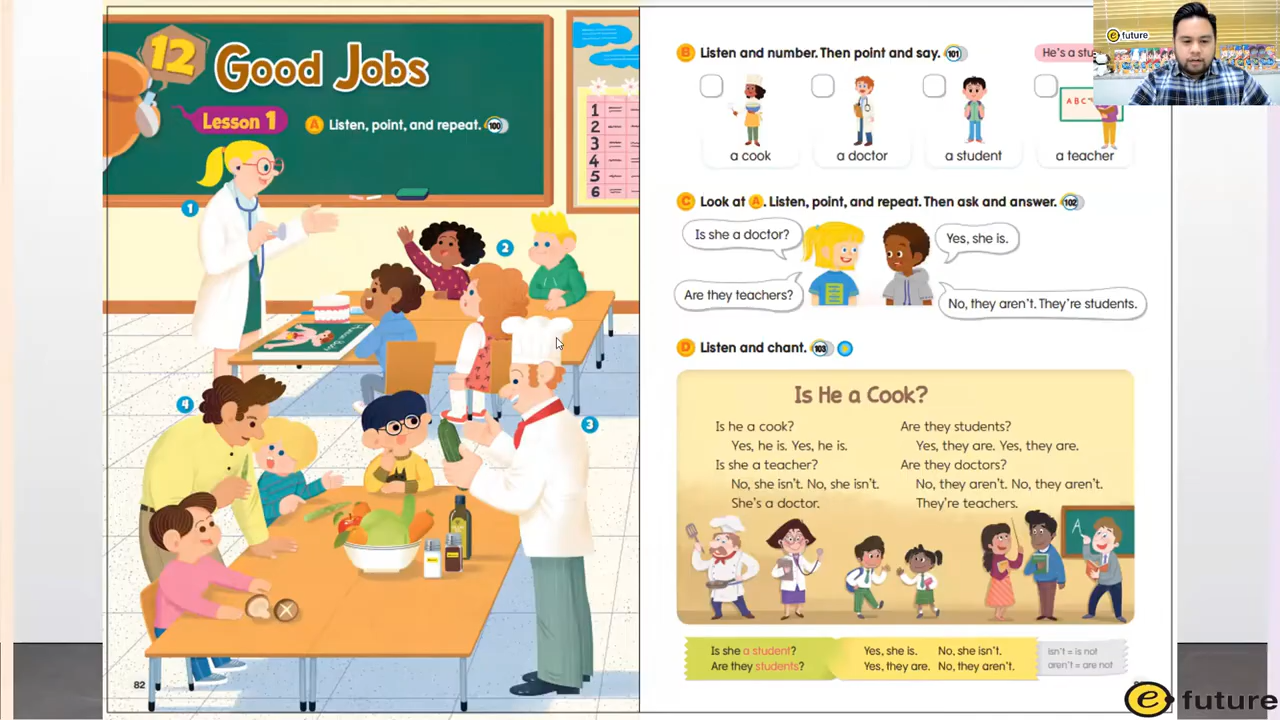 12
Good Jobs
Lesson 1
A Listen, point, and repeat. 100
1
2
3
4
5
6
1
2
3
4
82
B Listen and number. Then point and say. 101
He's a stu
a cook
a doctor
a student
ABC
a teacher
C Look at A. Listen, point, and repeat. Then ask and answer. 102
Is she a doctor?
Yes, she is.
Are they teachers?
No, they aren't. They're students.
D Listen and chant. 103
Is He a Cook?
Is he a cook?
Yes, he is. Yes, he is.
Is she a teacher?
No, she isn't. No, she isn't.
She's a doctor.
Are they students?
Yes, they are. Yes, they are.
Are they doctors?
No, they aren't. No, they aren't.
They're teachers.
A
Is she a student?
Are they students?
Yes, she is. No, she isn't.
Yes, they are. No, they aren't.
isn't = is not
aren't = are not
e future
e future